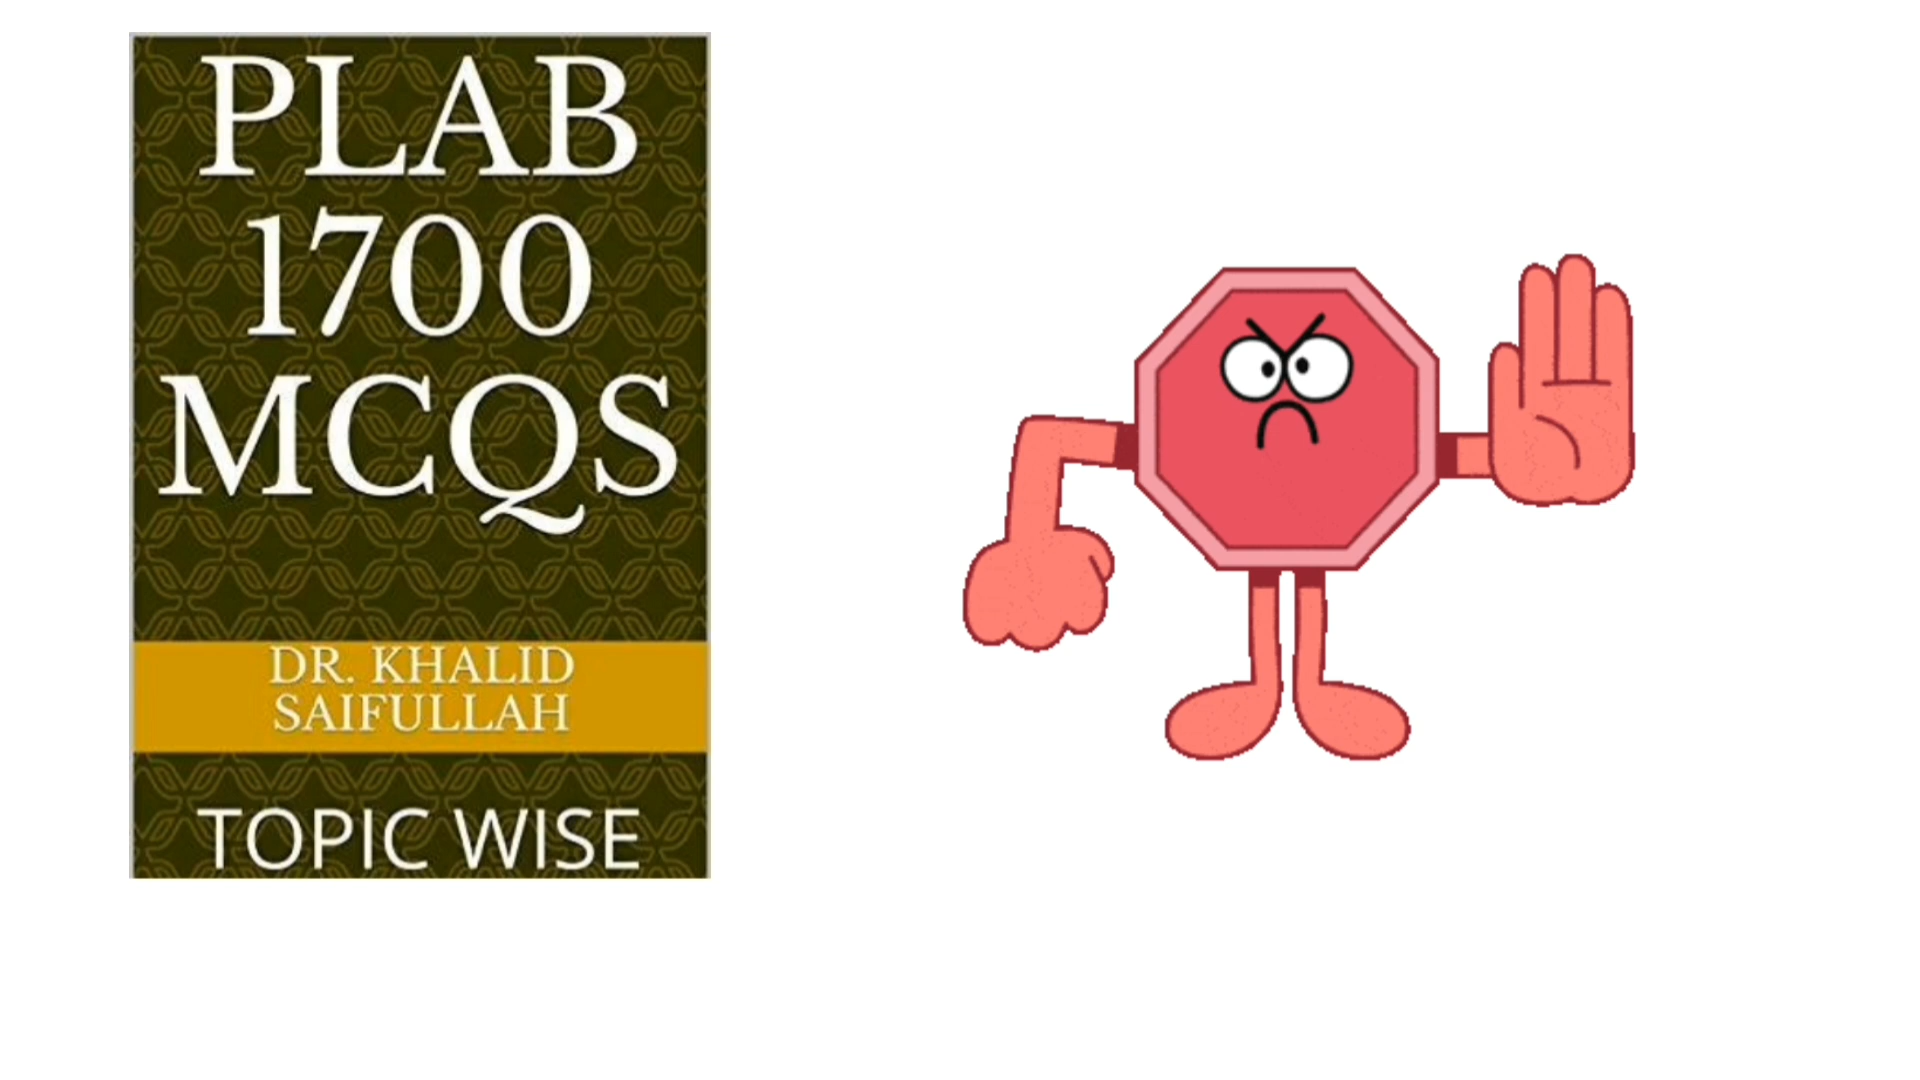 PLAB
1700
MCQS
DR. KHALID
SAIFULLAH
TOPIC WISE